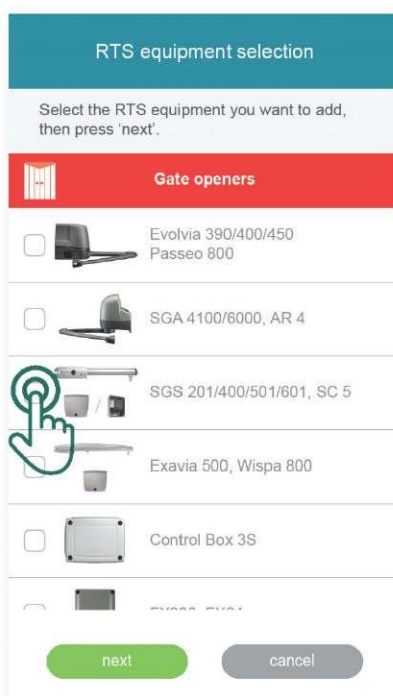 RTS equipment selection
Select the RTS equipment you want to add,
then press 'next'.
Gate openers
Evolvia 390/400/450
Passeo 800
SGA 4100/6000, AR 4
SGS 201/400/501/601, SC 5
Exavia 500, Wispa 800
Control Box 3S
next
cancel